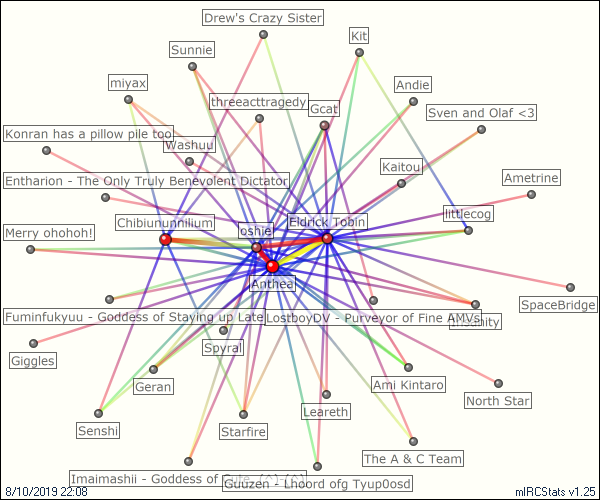 Drew's Crazy Sister
Kit
Sunnie
miyax
Andie
threeacttragedy
Gcat
Sven and Olaf <3
Konran has a pillow pile too
Washuu
Kaitou
Entharion - The Only Truly Benevolent Dictator
Ametrine
Chibiununnilium
Eldrick Tobin
littlecog
Merry ohohoh!
Joshie
Anthea
SpaceBridge
Fuminfukyuu - Goddess of Staying up Late
LostboyDV - Purveyor of Fine AMVs
Insanity
Giggles
Spyral
Geran
Ami Kintaro
North Star
Senshi
Starfire
Leareth
The A & C Team
Imaimashii - Goddess of Cute
Guuzen - Lhoord ofg Tyup0osd
8/10/2019 22:08
mIRCStats v1.25